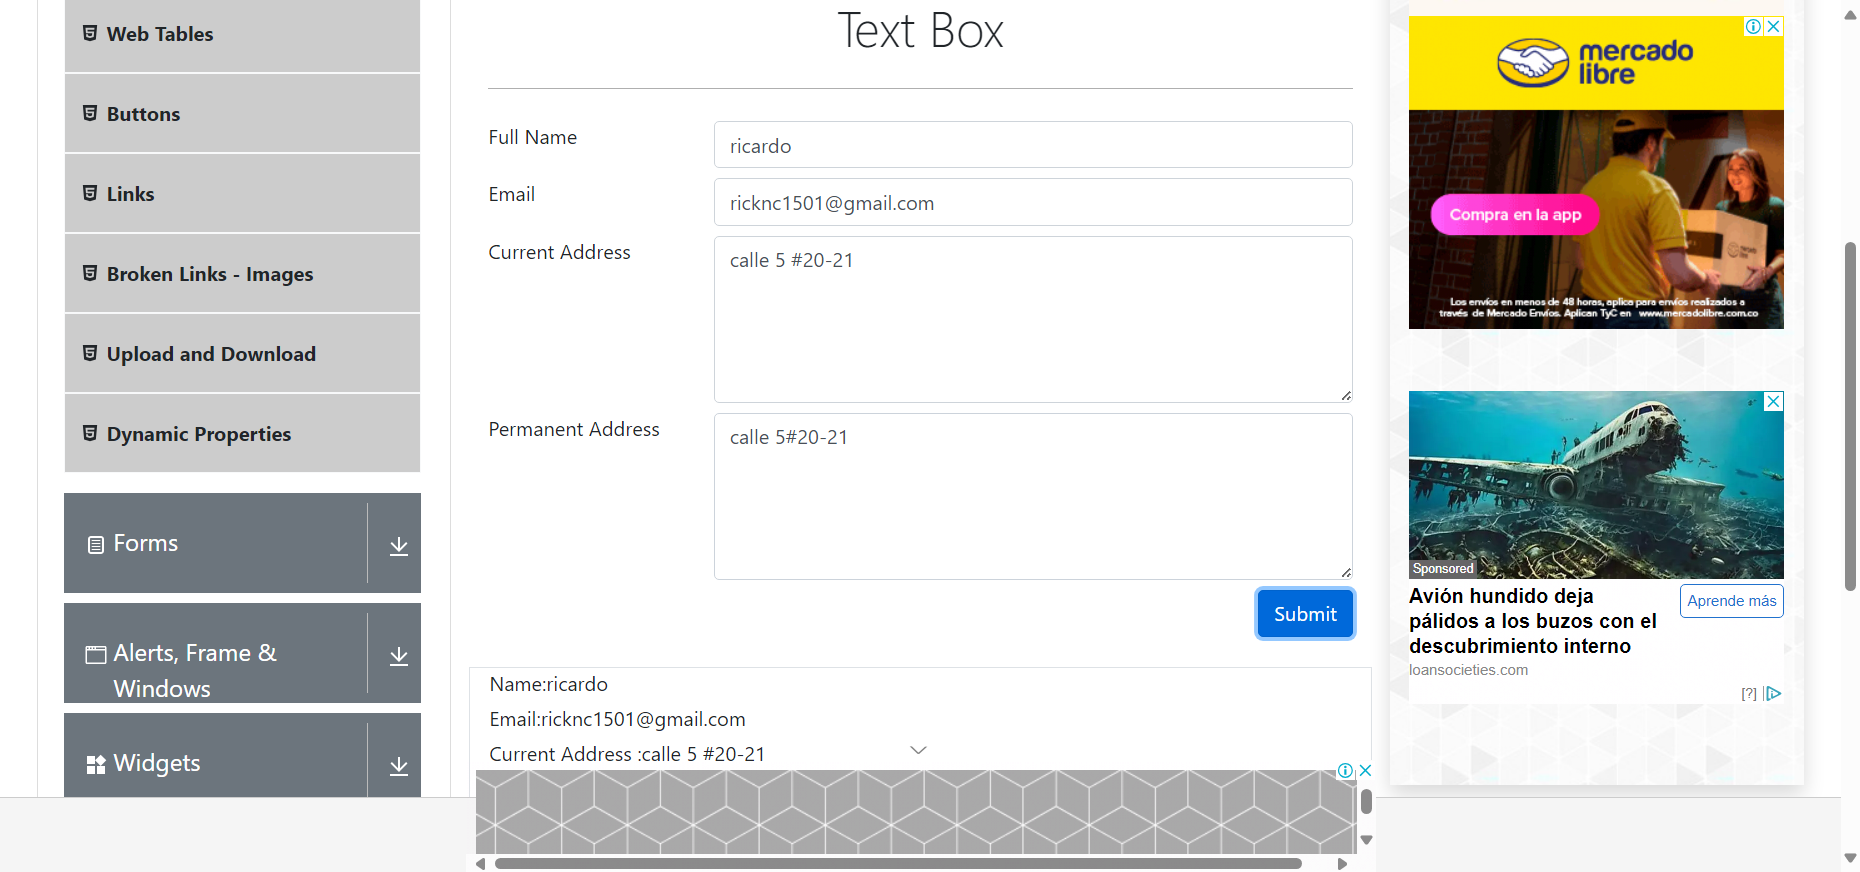 Web Tables
Buttons
Links
Broken Links - Images
Upload and Download
Dynamic Properties
Forms
Alerts, Frame &
Windows
Widgets
Text Box
Full Name
ricardo
Email
ricknc1501@gmail.com
Current Address
calle 5 #20-21
Permanent Address
calle 5#20-21
Submit
Name:ricardo
Email:ricknc1501@gmail.com
Current Address :calle 5 #20-21
mercado
libre
Compra en la app
mercado
libre
Los envíos en menos de 48 horas, aplica para envíos realizados a
través de Mercado Envíos. Aplican TyC en www.mercadolibre.com.co
Sponsored
Avión hundido deja
pálidos a los buzos con el
descubrimiento interno
Aprende más
loansocieties.com
[?]